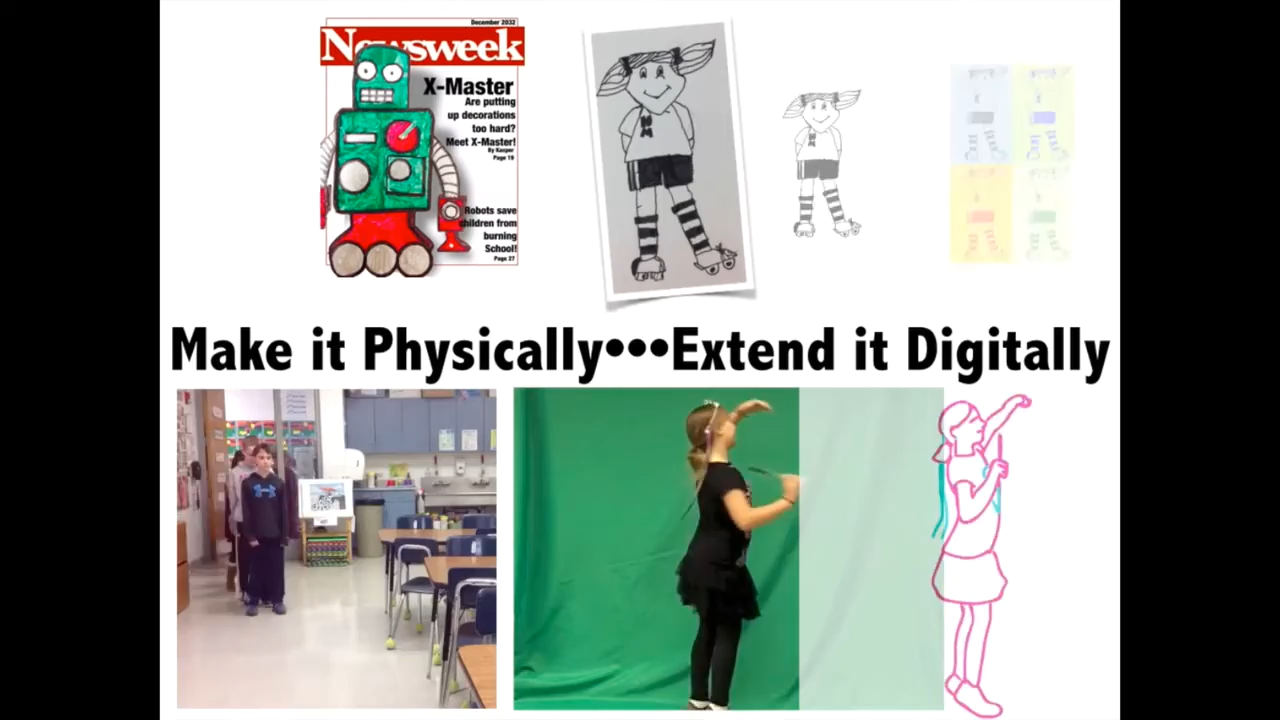 December 2032
Newsweek
X-Master
Are putting
up decorations
too hard?
Meet X-Master!
By Kasper
Page 19
Robots save
children from
burning
School!
Page 27
Make it Physically•••Extend it Digitally